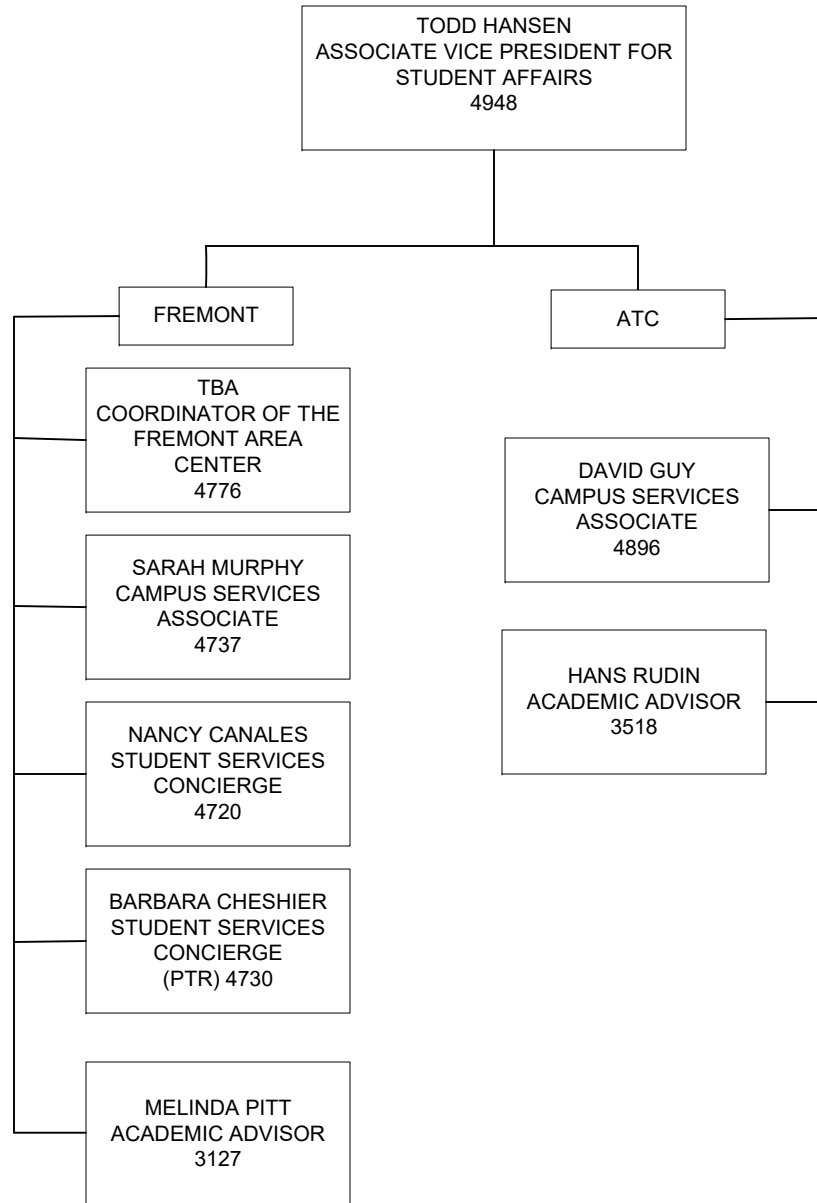 TODD HANSEN
ASSOCIATE VICE PRESIDENT FOR
STUDENT AFFAIRS
4948
FREMONT
TBA
COORDINATOR OF THE
FREMONT AREA
CENTER
4776
SARAH MURPHY
CAMPUS SERVICES
ASSOCIATE
4737
NANCY CANALES
STUDENT SERVICES
CONCIERGE
4720
BARBARA CHESHIER
STUDENT SERVICES
CONCIERGE
(PTR) 4730
MELINDA PITT
ACADEMIC ADVISOR
3127
ATC
DAVID GUY
CAMPUS SERVICES
ASSOCIATE
4896
HANS RUDIN
ACADEMIC ADVISOR
3518